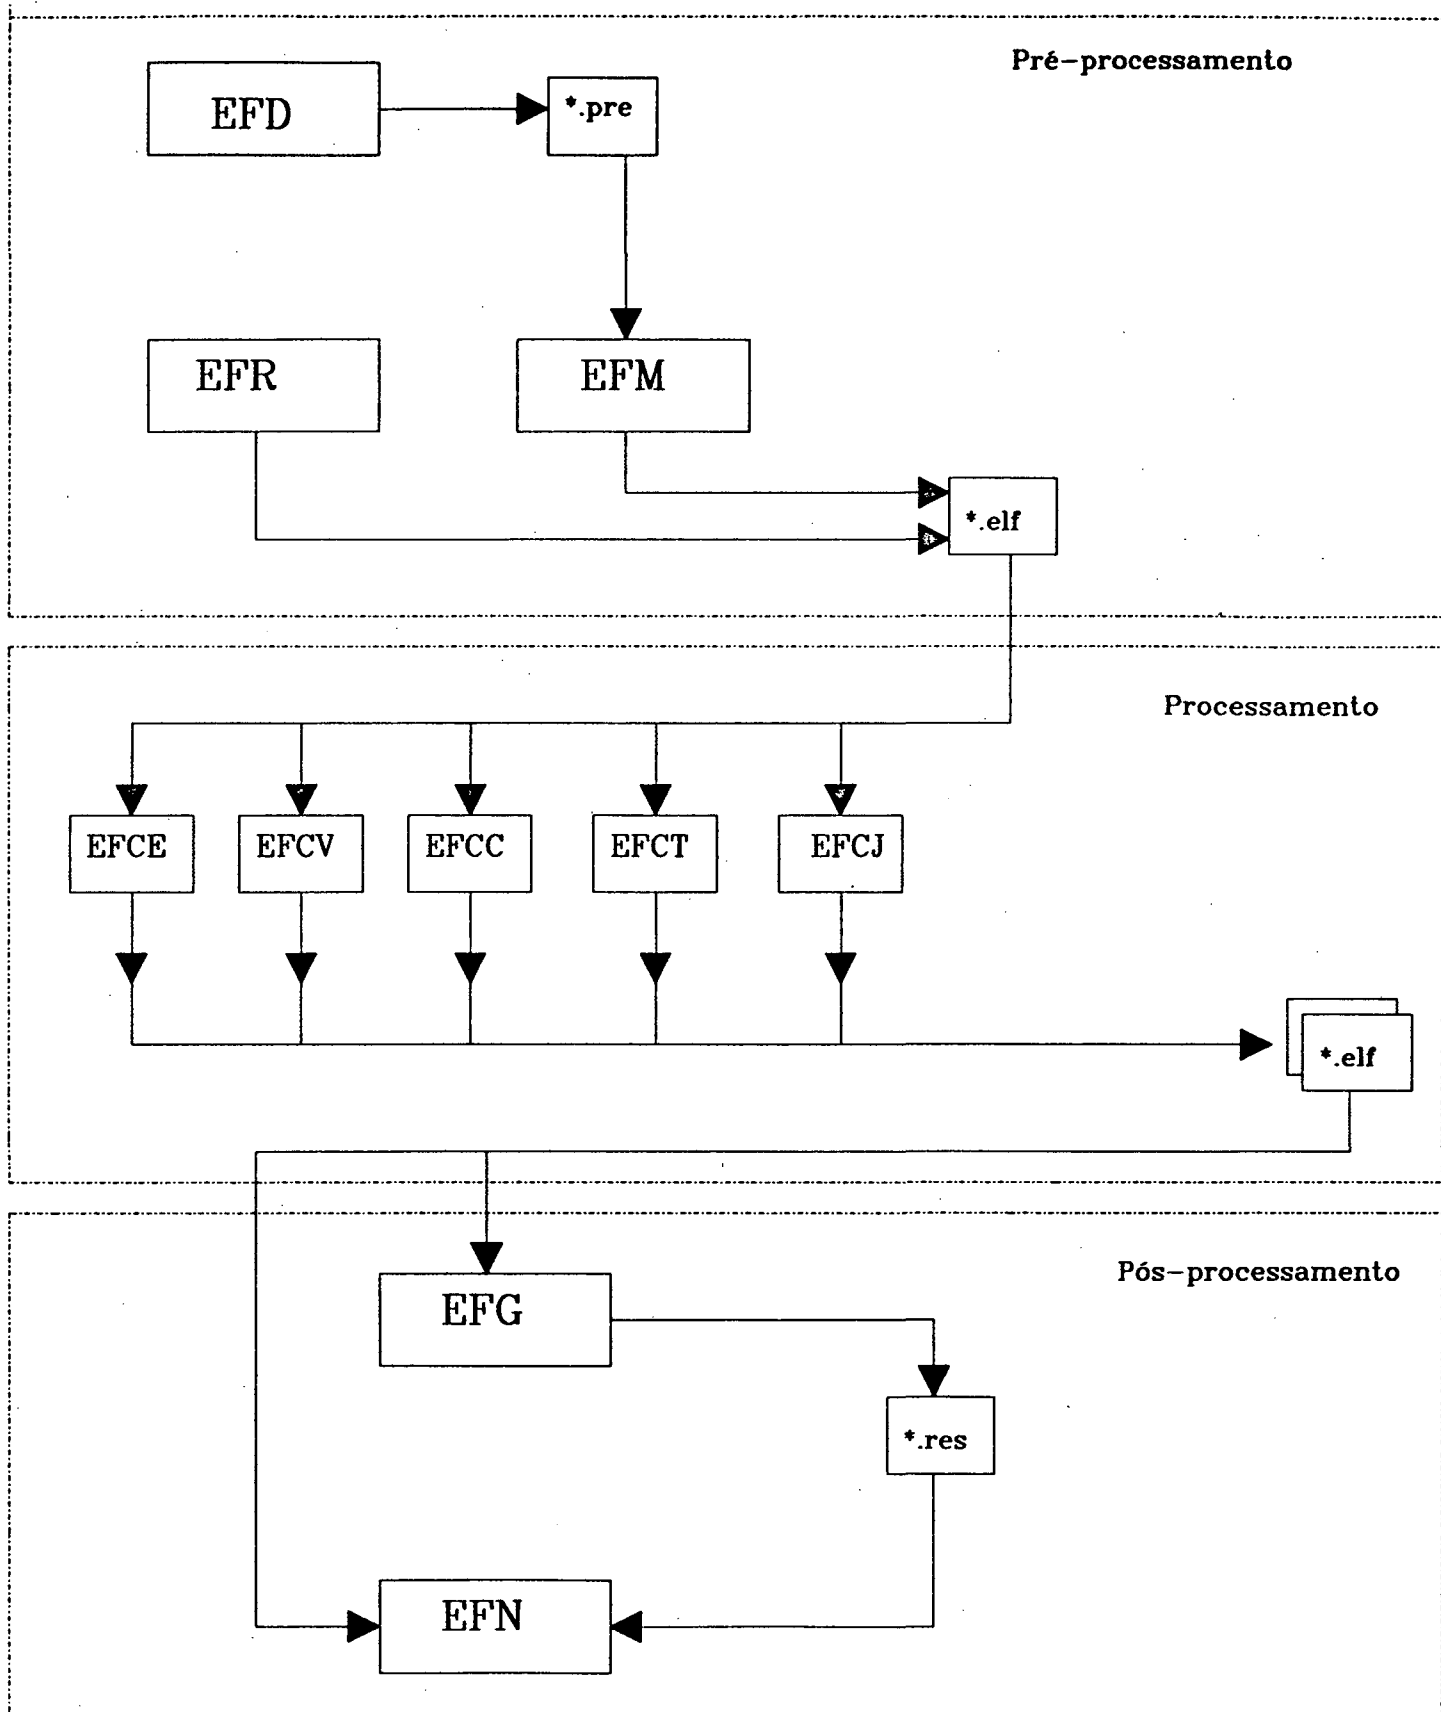 Pré-processamento
EFD
*.pre
EFR
EFM
*.elf
Processamento
EFCE
EFCV
EFCC
EFCT
EFCJ
*.elf
Pós-processamento
EFG
*.res
EFN